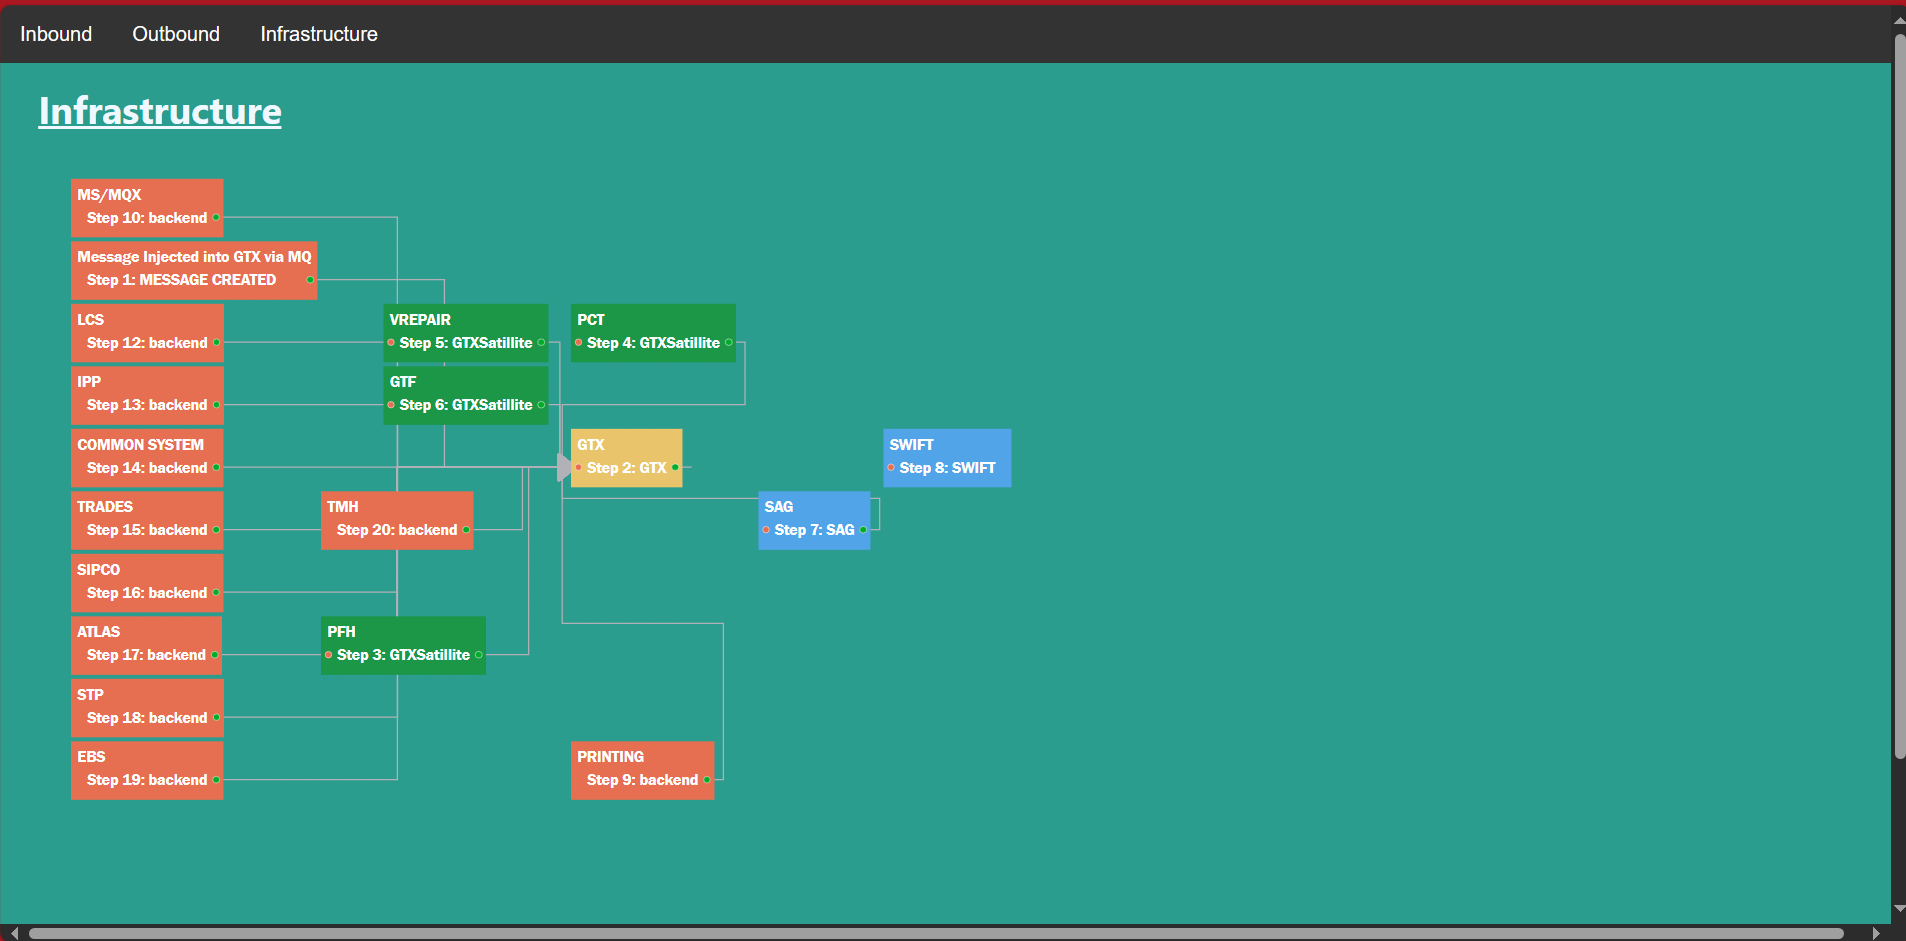 Inbound
Outbound
Infrastructure
Infrastructure
MS/MQX
Step 10: backend
Message Injected into GTX via MQ
Step 1: MESSAGE CREATED
LCS
Step 12: backend
VREPAIR
Step 5: GTXSatillite
PCT
Step 4: GTXSatillite
IPP
Step 13: backend
GTF
Step 6: GTXSatillite
COMMON SYSTEM
Step 14: backend
GTX
Step 2: GTX
SWIFT
Step 8: SWIFT
TRADES
Step 15: backend
TMH
Step 20: backend
SAG
Step 7: SAG
SIPCO
Step 16: backend
ATLAS
Step 17: backend
PFH
Step 3: GTXSatillite
STP
Step 18: backend
EBS
Step 19: backend
PRINTING
Step 9: backend